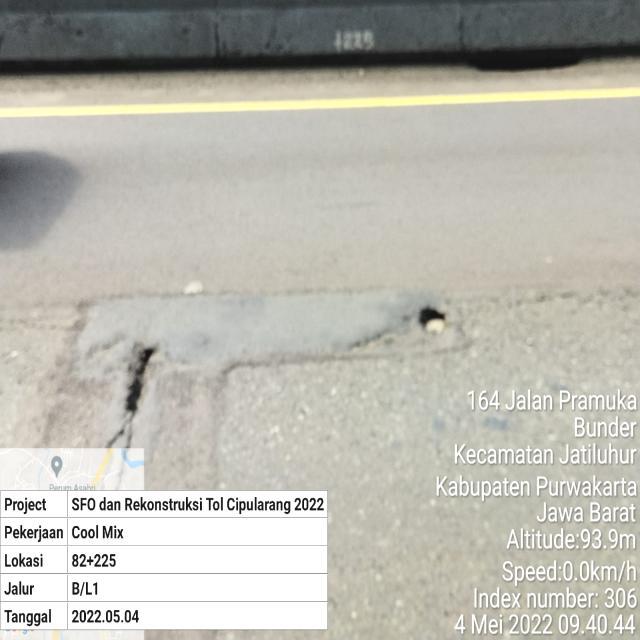 164 Jalan Pramuka
Bunder
Kecamatan Jatiluhur
Kabupaten Purwakarta
Jawa Barat
Altitude:93.9m
Speed:0.0km/h
Index number: 306
4 Mei 2022 09.40.44
Perum Asabri
Project SFO dan Rekonstruksi Tol Cipularang 2022
Pekerjaan Cool Mix
Lokasi 82+225
Jalur B/L1
Tanggal 2022.05.04